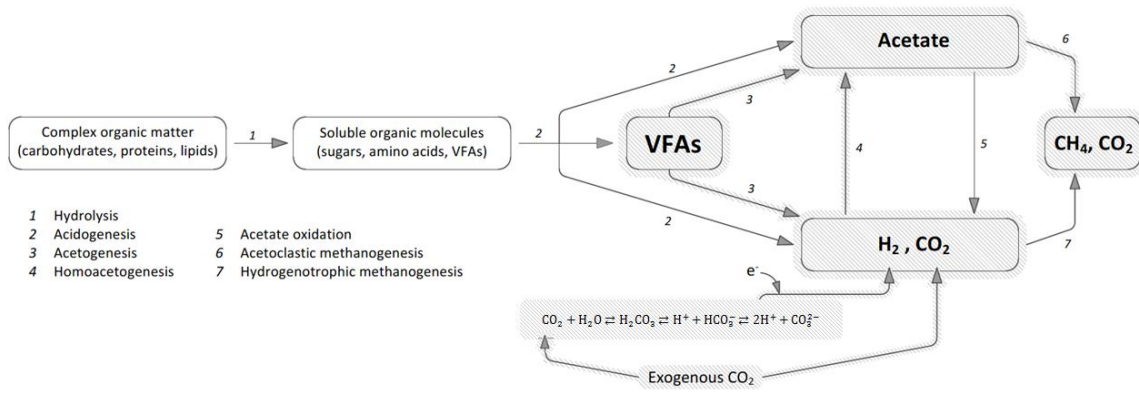 Acetate
6
2
3
Complex organic matter
(carbohydrates, proteins, lipids)
1
Soluble organic molecules
(sugars, amino acids, VFAs)
2
VFAs
4
5
CH₄, CO₂
3
2
H₂ , CO₂
7
1 Hydrolysis
2 Acidogenesis
3 Acetogenesis
4 Homoacetogenesis
5 Acetate oxidation
6 Acetoclastic methanogenesis
7 Hydrogenotrophic methanogenesis
e⁻
CO₂ + H₂O ⇌ H₂CO₃ ⇌ H⁺ + HCO₃⁻ ⇌ 2H⁺ + CO₃²⁻
Exogenous CO₂